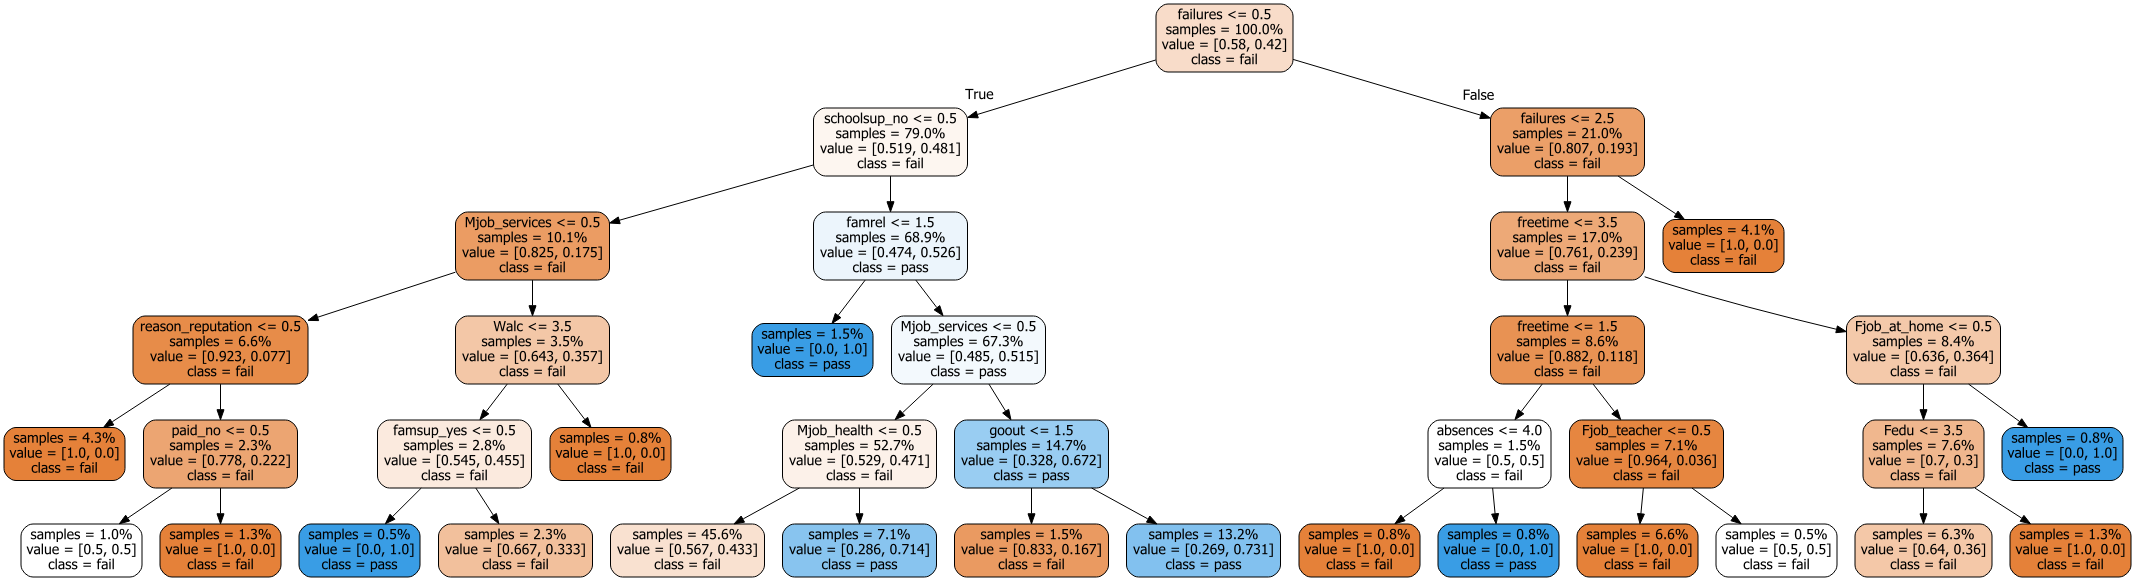 failures <= 0.5
samples = 100.0%
value = [0.58, 0.42]
class = fail
True
False
schoolsup_no <= 0.5
samples = 79.0%
value = [0.519, 0.481]
class = fail
failures <= 2.5
samples = 21.0%
value = [0.807, 0.193]
class = fail
Mjob_services <= 0.5
samples = 10.1%
value = [0.825, 0.175]
class = fail
famrel <= 1.5
samples = 68.9%
value = [0.474, 0.526]
class = pass
freetime <= 3.5
samples = 17.0%
value = [0.761, 0.239]
class = fail
samples = 4.1%
value = [1.0, 0.0]
class = fail
reason_reputation <= 0.5
samples = 6.6%
value = [0.923, 0.077]
class = fail
Walc <= 3.5
samples = 3.5%
value = [0.643, 0.357]
class = fail
samples = 1.5%
value = [0.0, 1.0]
class = pass
Mjob_services <= 0.5
samples = 67.3%
value = [0.485, 0.515]
class = pass
freetime <= 1.5
samples = 8.6%
value = [0.882, 0.118]
class = fail
Fjob_at_home <= 0.5
samples = 8.4%
value = [0.636, 0.364]
class = fail
samples = 4.3%
value = [1.0, 0.0]
class = fail
paid_no <= 0.5
samples = 2.3%
value = [0.778, 0.222]
class = fail
famsup_yes <= 0.5
samples = 2.8%
value = [0.545, 0.455]
class = fail
samples = 0.8%
value = [1.0, 0.0]
class = fail
Mjob_health <= 0.5
samples = 52.7%
value = [0.529, 0.471]
class = fail
goout <= 1.5
samples = 14.7%
value = [0.328, 0.672]
class = pass
absences <= 4.0
samples = 1.5%
value = [0.5, 0.5]
class = fail
Fjob_teacher <= 0.5
samples = 7.1%
value = [0.964, 0.036]
class = fail
Fedu <= 3.5
samples = 7.6%
value = [0.7, 0.3]
class = fail
samples = 0.8%
value = [0.0, 1.0]
class = pass
samples = 1.0%
value = [0.5, 0.5]
class = fail
samples = 1.3%
value = [1.0, 0.0]
class = fail
samples = 0.5%
value = [0.0, 1.0]
class = pass
samples = 2.3%
value = [0.667, 0.333]
class = fail
samples = 45.6%
value = [0.567, 0.433]
class = fail
samples = 7.1%
value = [0.286, 0.714]
class = pass
samples = 1.5%
value = [0.833, 0.167]
class = fail
samples = 13.2%
value = [0.269, 0.731]
class = pass
samples = 0.8%
value = [1.0, 0.0]
class = fail
samples = 0.8%
value = [0.0, 1.0]
class = pass
samples = 6.6%
value = [1.0, 0.0]
class = fail
samples = 0.5%
value = [0.5, 0.5]
class = fail
samples = 6.3%
value = [0.64, 0.36]
class = fail
samples = 1.3%
value = [1.0, 0.0]
class = fail